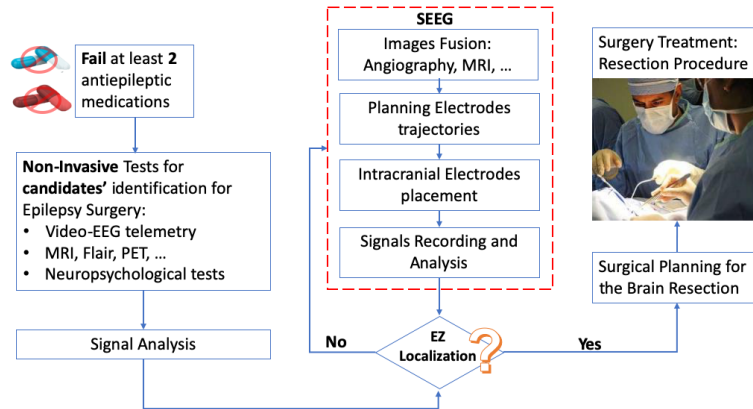 Fail at least 2
antiepileptic
medications
Non-Invasive Tests for
candidates’ identification for
Epilepsy Surgery:
• Video-EEG telemetry
• MRI, Flair, PET, …
• Neuropsychological tests
Signal Analysis
SEEG
Images Fusion:
Angiography, MRI, …
Planning Electrodes
trajectories
Intracranial Electrodes
placement
Signals Recording and
Analysis
EZ
Localization
?
No
Yes
Surgery Treatment:
Resection Procedure
Surgical Planning for
the Brain Resection